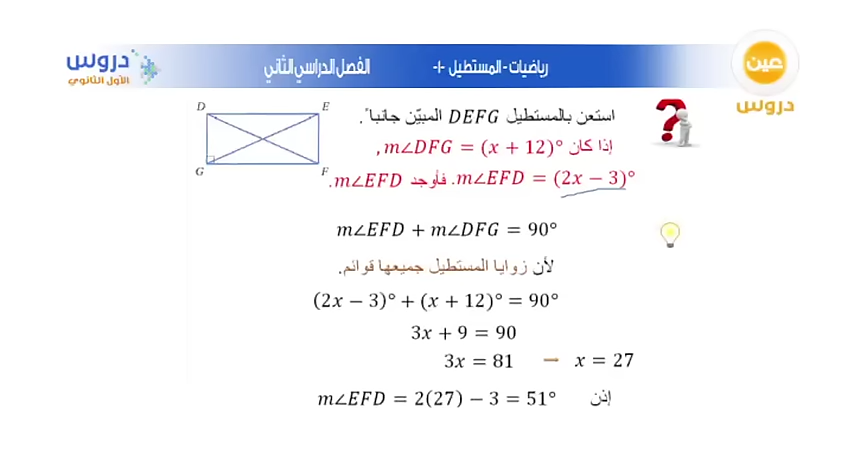 دروس
الأول الثانوي
الفصل الدراسي الثاني
رياضيات - المستطيل -١
عين
دروس
D E
G F
استعن بالمستطيل DEFG المبيّن جانباً.
إذا كان m∠DFG = (x + 12)°,
m∠EFD = (2x − 3)°. فأوجد m∠EFD.
m∠EFD + m∠DFG = 90°
لأن زوايا المستطيل جميعها قوائم.
(2x − 3)° + (x + 12)° = 90°
3x + 9 = 90
3x = 81 − x = 27
إذن m∠EFD = 2(27) − 3 = 51°